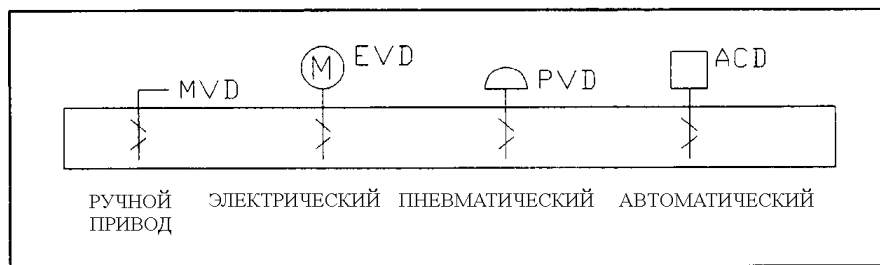 MVD
M EVD
PVD
ACD
РУЧНОЙ ПРИВОД
ЭЛЕКТРИЧЕСКИЙ
ПНЕВМАТИЧЕСКИЙ
АВТОМАТИЧЕСКИЙ